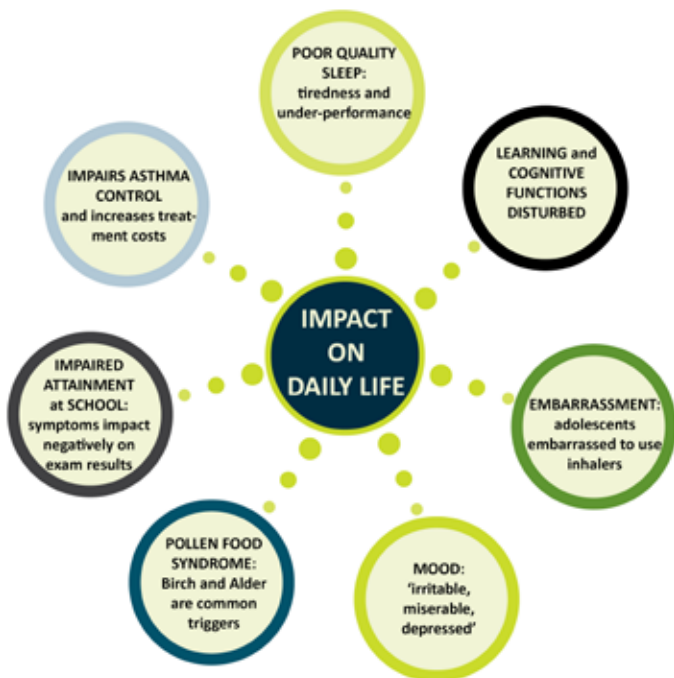 POOR QUALITY
SLEEP:
tiredness and
under-performance
LEARNING and
COGNITIVE
FUNCTIONS
DISTURBED
EMBARRASSMENT:
adolescents
embarrassed to use
inhalers
MOOD:
‘irritable,
miserable,
depressed’
POLLEN FOOD
SYNDROME:
Birch and Alder
are common
triggers
IMPAIRED
ATTAINMENT
at SCHOOL:
symptoms impact
negatively on
exam results
IMPAIRS ASTHMA
CONTROL
and increases treat-
ment costs
IMPACT
ON
DAILY LIFE